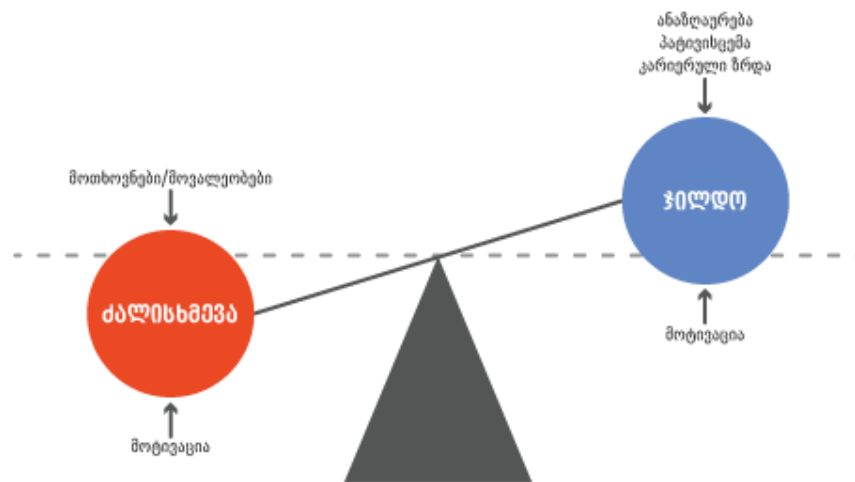 ანაზღაურება
პატივისცემა
კარიერული ზრდა
ჯილდო
მოტივაცია
მოთხოვნები/მოვალეობები
ძალისხმევა
მოტივაცია